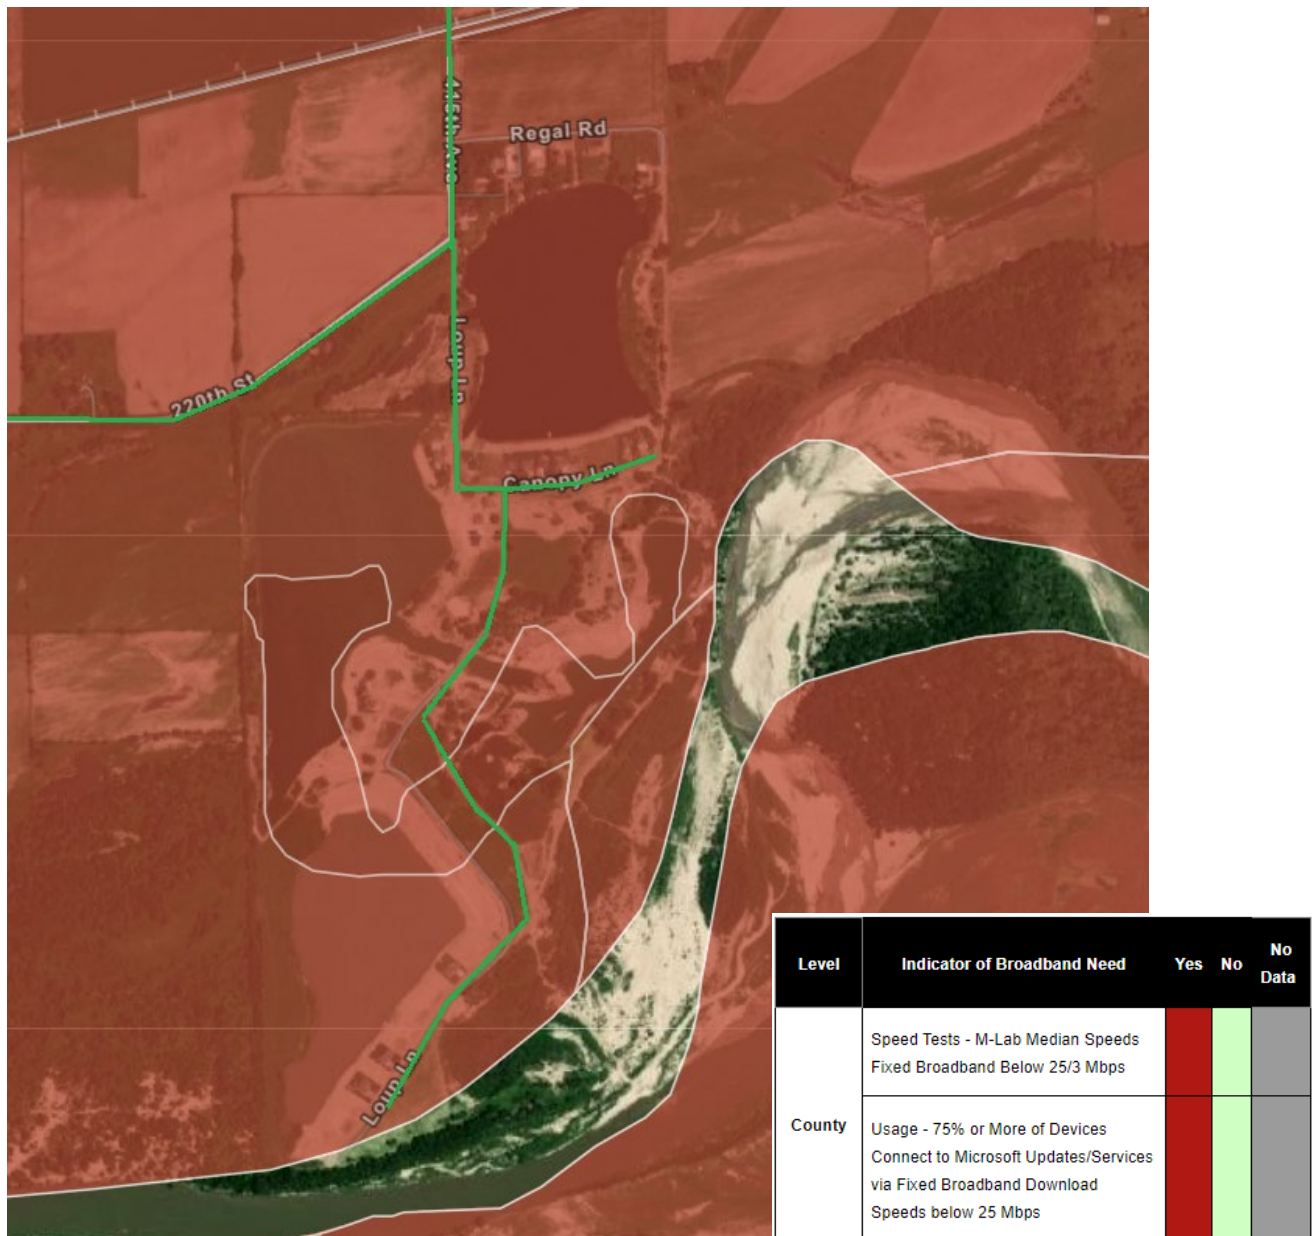 415th Ave
Regal Rd
Loup Ln
220th St
Canopy Ln
Loup Ln
Level
Indicator of Broadband Need
Yes
No
No
Data
County
Speed Tests - M-Lab Median Speeds
Fixed Broadband Below 25/3 Mbps
Usage - 75% or More of Devices
Connect to Microsoft Updates/Services
via Fixed Broadband Download
Speeds below 25 Mbps